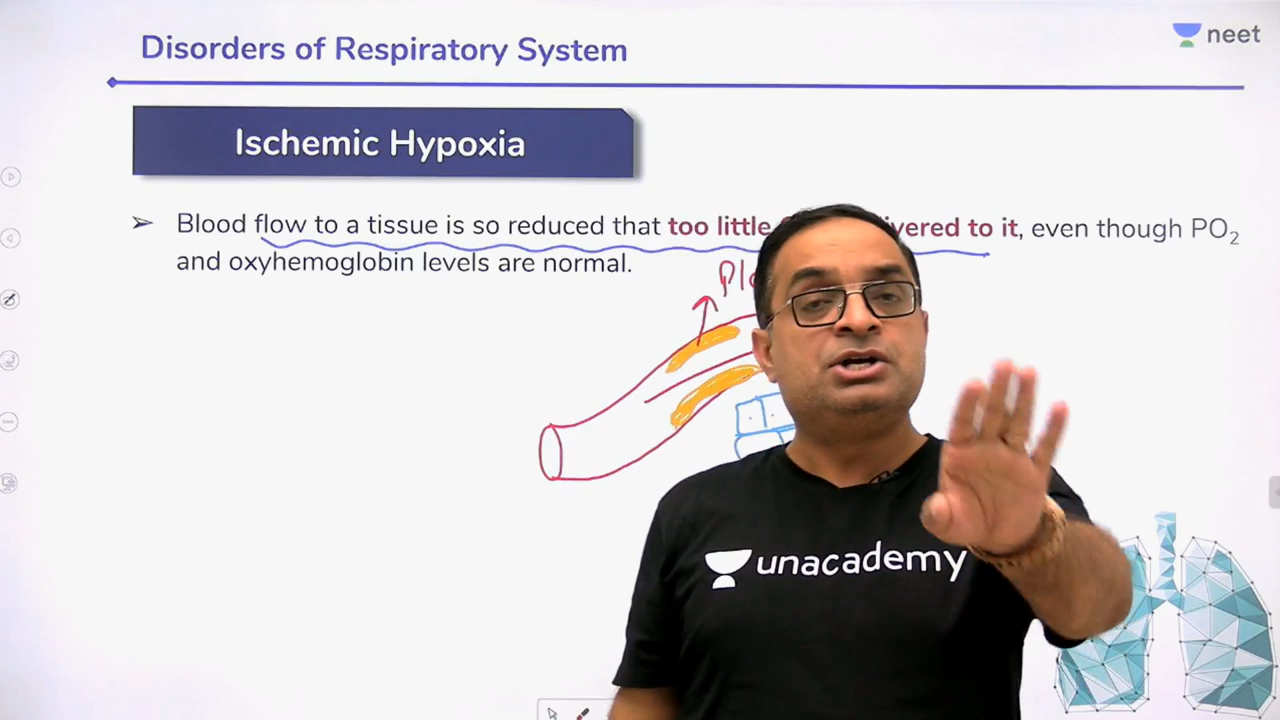 Disorders of Respiratory System
neet
Ischemic Hypoxia
Blood flow to a tissue is so reduced that too little to it, even though PO₂
and oxyhemoglobin levels are normal.
unacademy